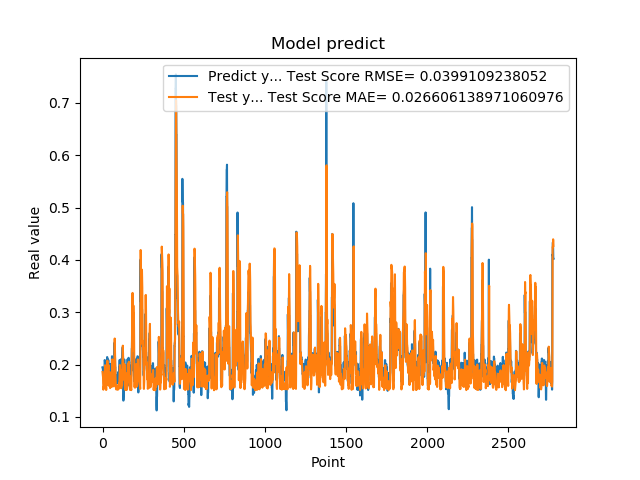 Model predict
Predict y... Test Score RMSE= 0.0399109238052
Test y... Test Score MAE= 0.026606138971060976
0.7
0.6
0.5
0.4
0.3
0.2
0.1
Real value
0 500 1000 1500 2000 2500
Point